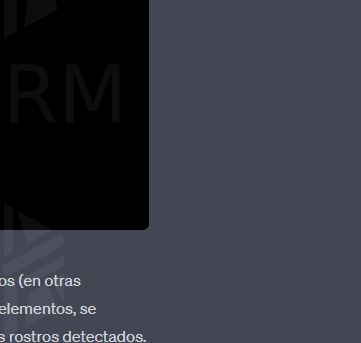 RM
os (en otras
elementos, se
s rostros detectados.